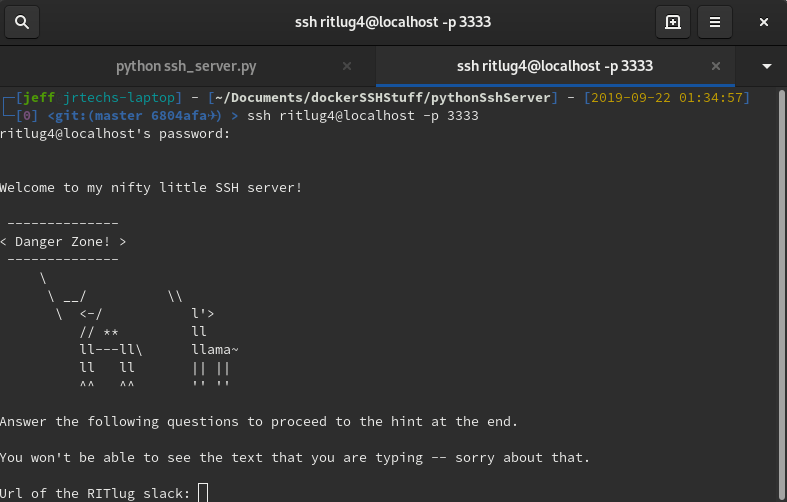 ssh ritlug4@localhost -p 3333
python ssh_server.py × ssh ritlug4@localhost -p 3333 ×
┌─[jeff jrtechs-laptop] - [~/Documents/dockerSSHStuff/pythonSshServer] - [2019-09-22 01:34:57]
└─[0] <git:(master 6804afa✈) > ssh ritlug4@localhost -p 3333
ritlug4@localhost's password:
Welcome to my nifty little SSH server!
 --------------
< Danger Zone! >
 --------------
     \
      \ __/          \\
       \  <-/           l'>
          // **         ll
          ll---ll\      llama~
          ll   ll       || ||
          ^^   ^^       '' ''
Answer the following questions to proceed to the hint at the end.
You won't be able to see the text that you are typing -- sorry about that.
Url of the RITlug slack: